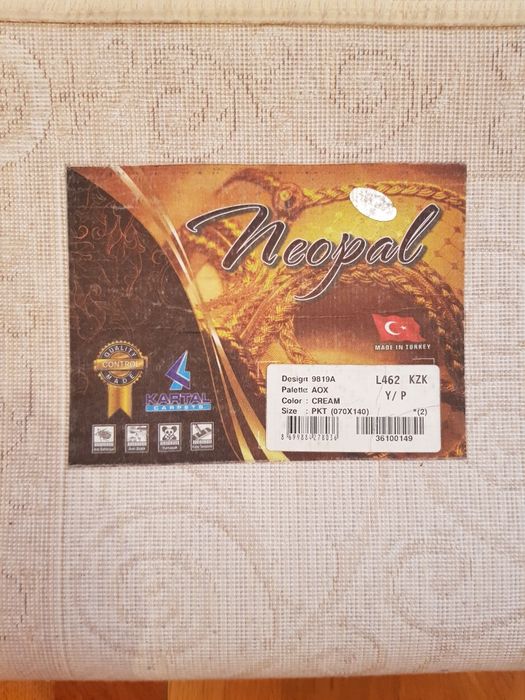 Neopal
MADE IN TURKEY
QUALITY
CONTROL
MADE
KARTAL
CARPETS
Design 9819A
L462 KZK
Palette AOX
Y/ P
Color : CREAM
Size : PKT (070X140)
*(2)
36100149